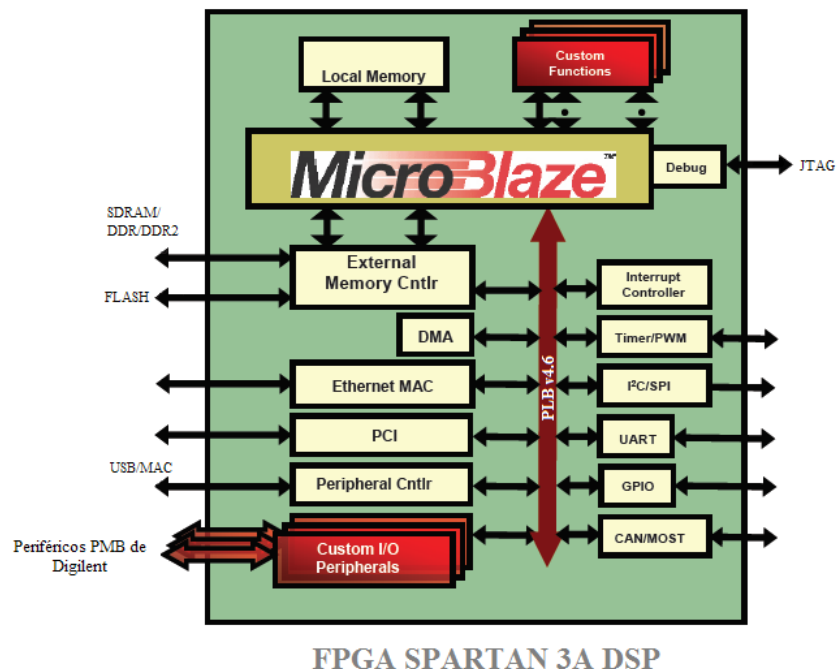 Local Memory
Custom
Functions
MicroBlaze™
Debug
JTAG
SDRAM/
DDR/DDR2
FLASH
External
Memory Cntlr
Interrupt
Controller
DMA
Timer/PWM
Ethernet MAC
I²C/SPI
PLB v4.6
PCI
UART
USB/MAC
Peripheral Cntlr
GPIO
Periféricos PMB de
Digilent
Custom I/O
Peripherals
CAN/MOST
FPGA SPARTAN 3A DSP